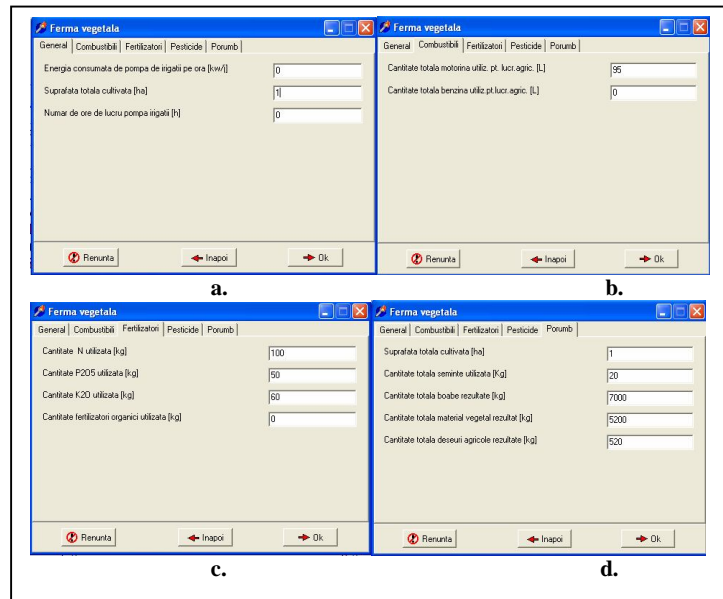 Ferma vegetala
General Combustibili Fertilizatori Pesticide Porumb
Energia consumata de pompa de irigatii pe ora [kw/j] 0
Suprafata totala cultivata [ha] 1
Numar de ore de lucru pompa irigatii [h] 0
Renunta Inapoi Ok
a.
Ferma vegetala
General Combustibili Fertilizatori Pesticide Porumb
Cantitate totala motorina utiliz. pt. lucr.agric. [L] 95
Cantitate totala benzina utiliz.pt.lucr.agric. [L] 0
Renunta Inapoi Ok
b.
Ferma vegetala
General Combustibili Fertilizatori Pesticide Porumb
Cantitate N utilizata [kg] 100
Cantitate P2O5 utilizata [kg] 50
Cantitate K2O utilizata [kg] 60
Cantitate fertilizatori organici utilizata [kg] 0
Renunta Inapoi Ok
c.
Ferma vegetala
General Combustibili Fertilizatori Pesticide Porumb
Suprafata totala cultivata [ha] 1
Cantitate totala seminte utilizata [Kg] 20
Cantitate totala boabe rezultate [kg] 7000
Cantitate totala material vegetal rezultat [kg] 5200
Cantitate totala deseuri agricole rezultate [kg] 520
Renunta Inapoi Ok
d.